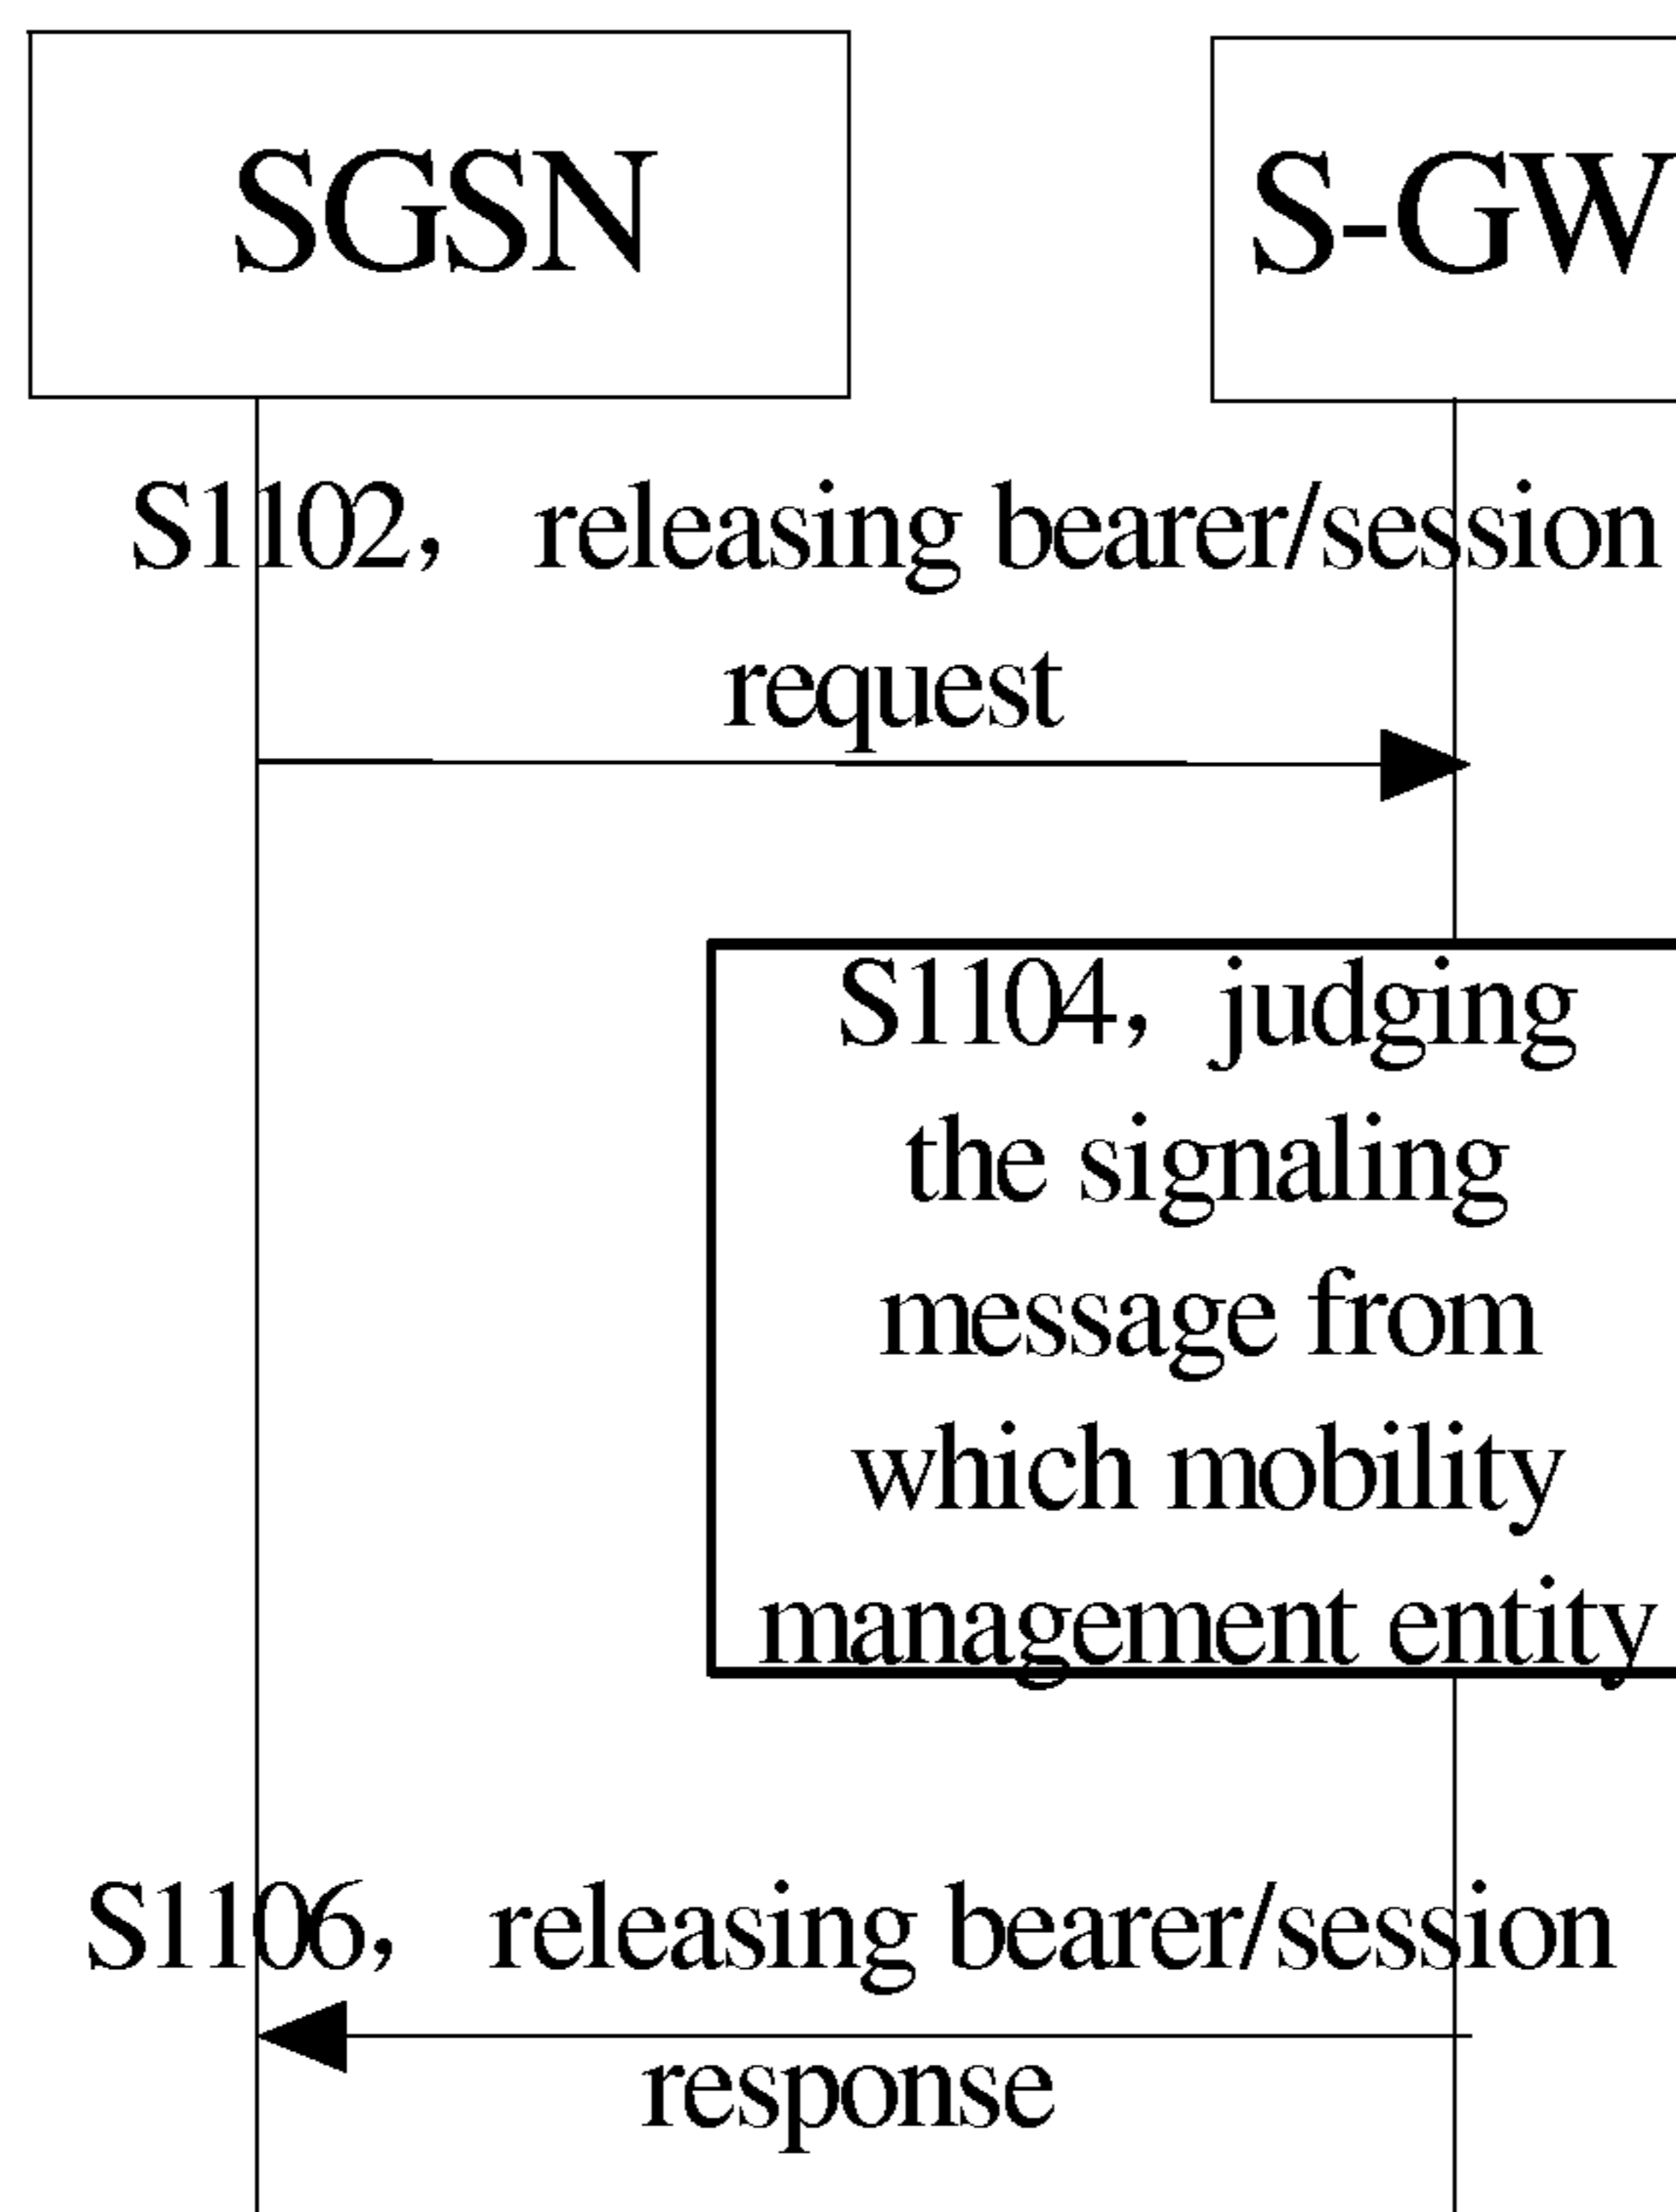 SGSN
S-GW
S1102, releasing bearer/session
request
S1104, judging
the signaling
message from
which mobility
management entity
S1106, releasing bearer/session
response